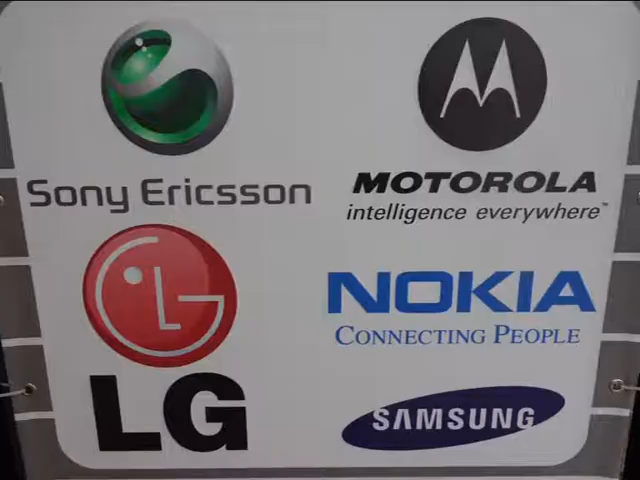 Sony Ericsson
MOTOROLA
intelligence everywhere™
LG
NOKIA
CONNECTING PEOPLE
SAMSUNG